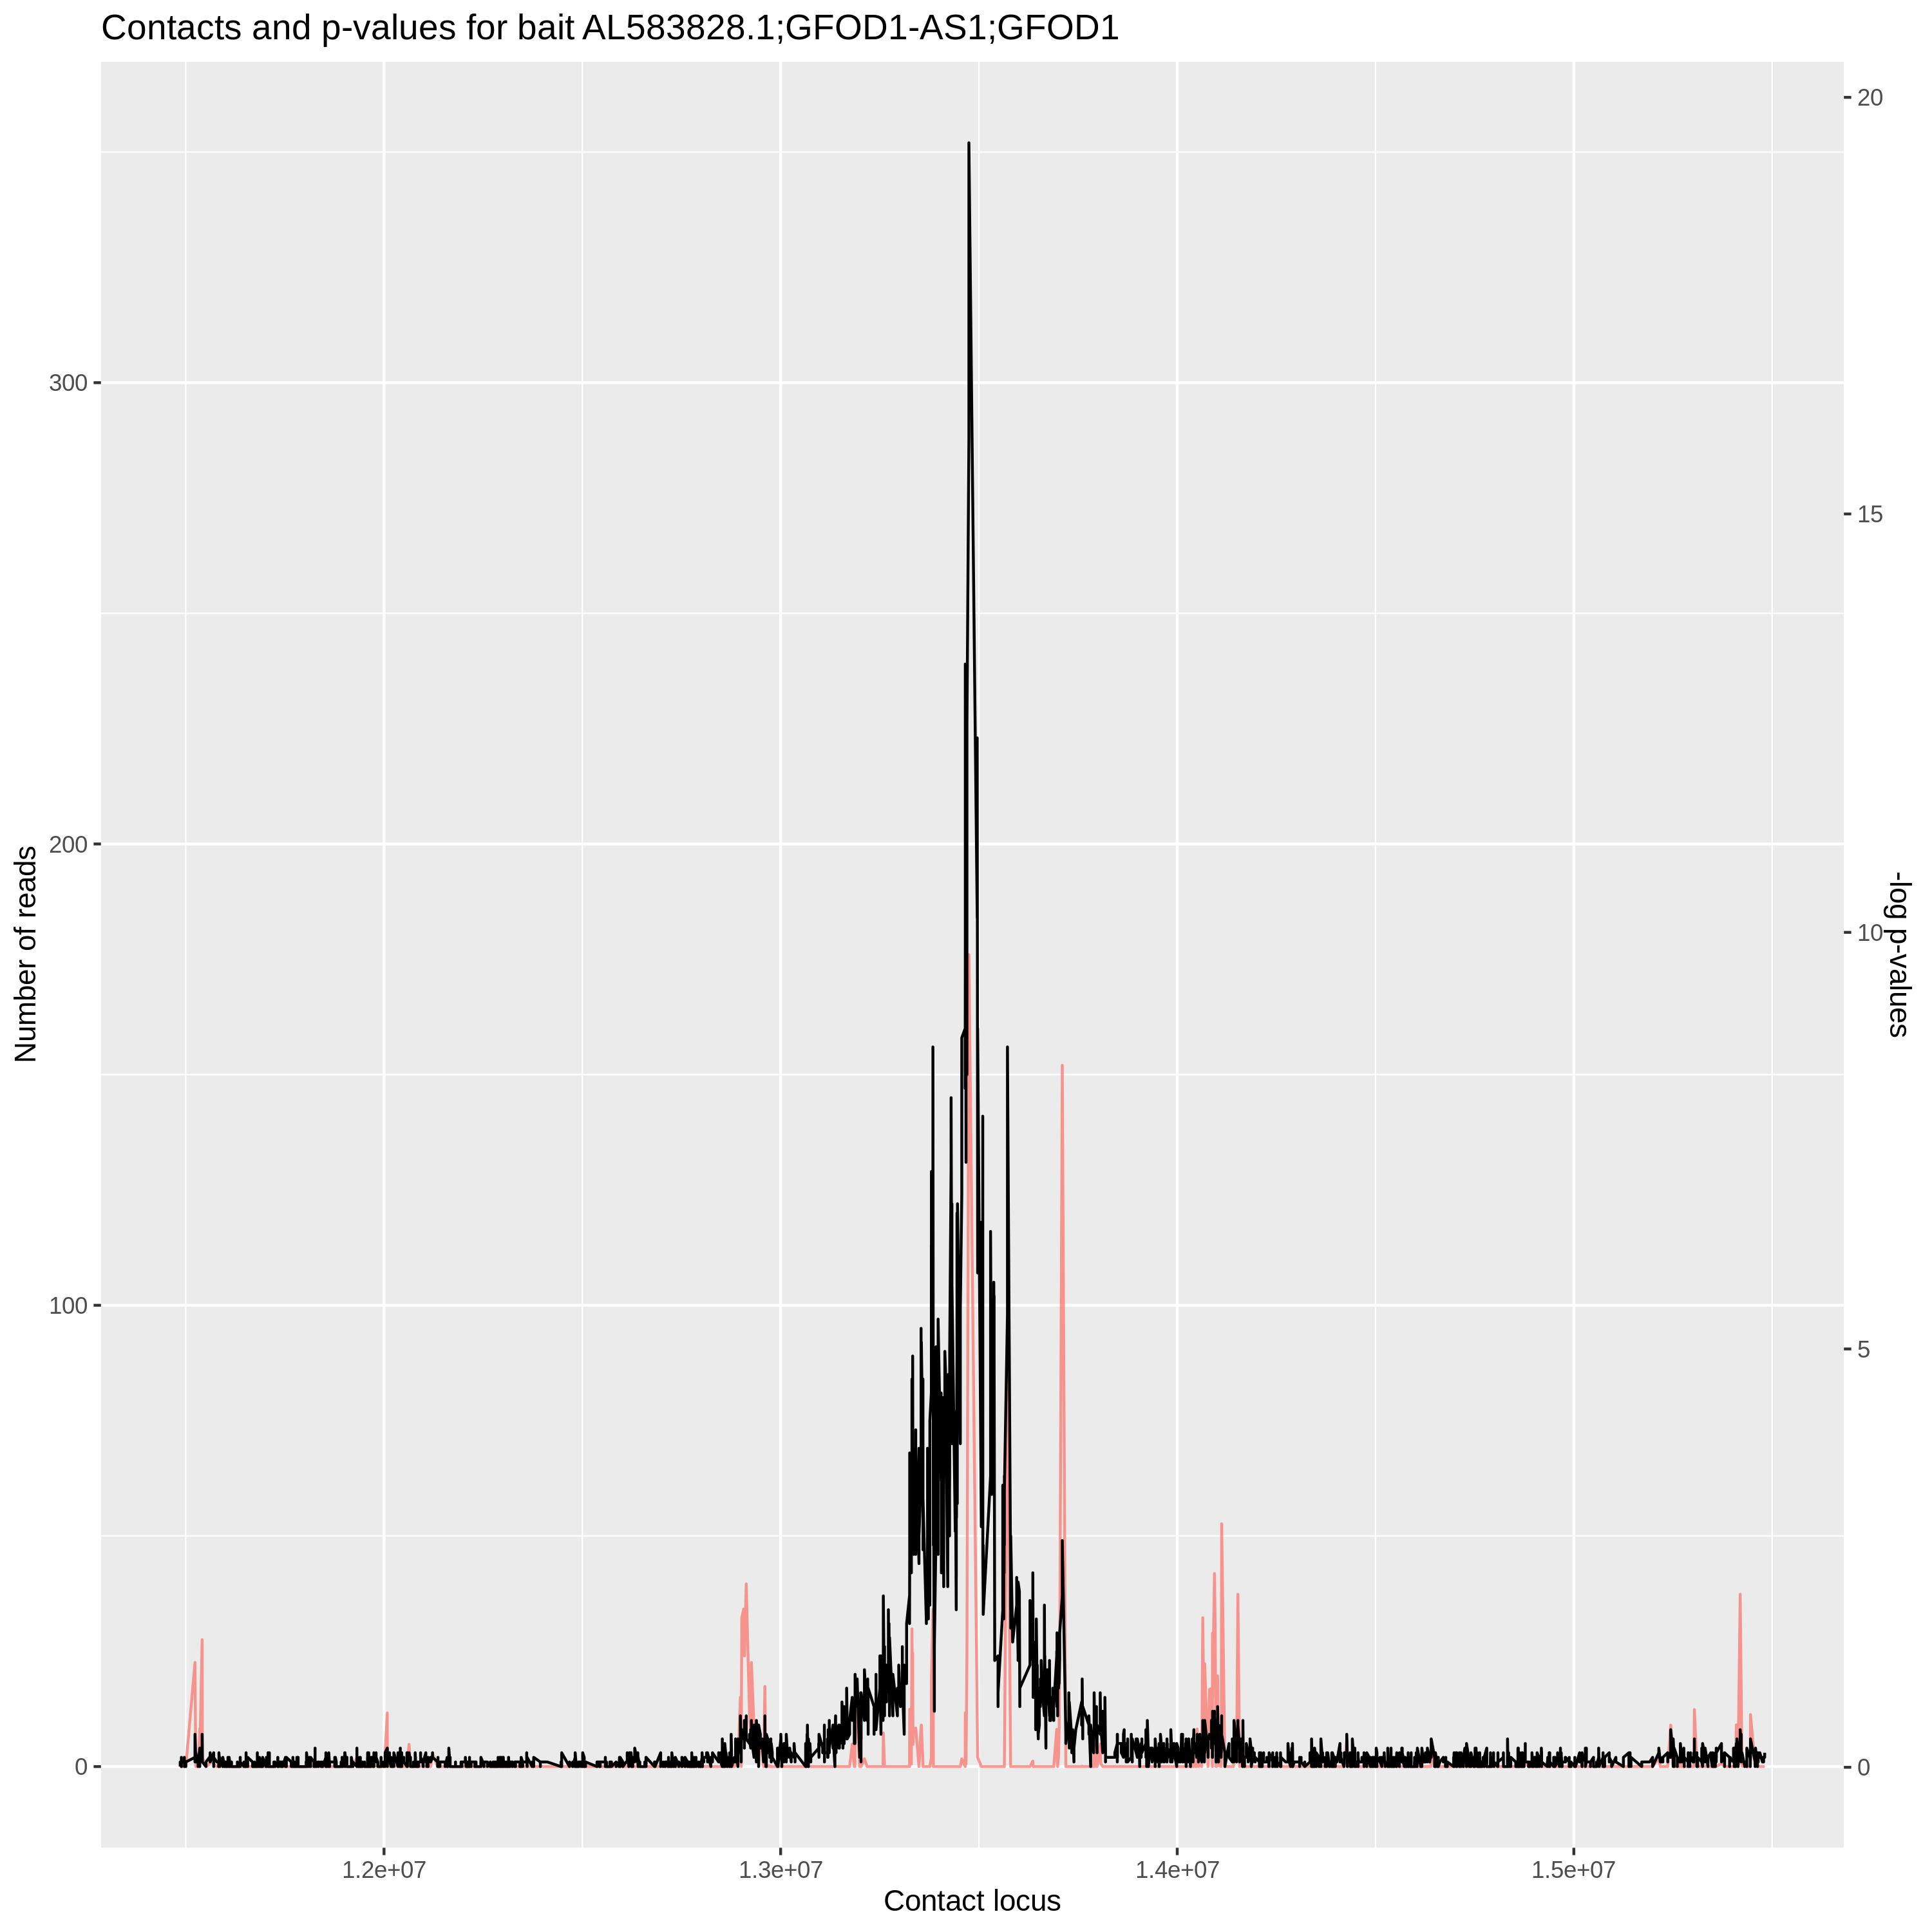 Contacts and p-values for bait AL583828.1;GFOD1-AS1;GFOD1
20
300
15
200
10
100
5
0
0
Number of reads
-log p-values
1.2e+07
1.3e+07
1.4e+07
1.5e+07
Contact locus